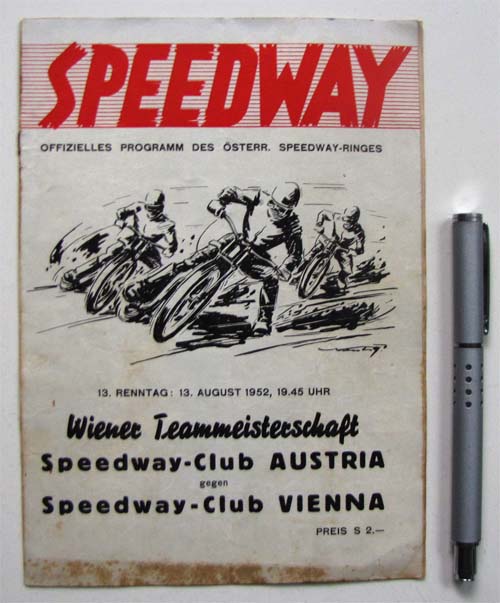 SPEEDWAY
OFFIZIELLES PROGRAMM DES ÖSTERR. SPEEDWAY-RINGES
13. RENNTAG: 13. AUGUST 1952, 19.45 UHR
Wiener Teammeisterschaft
Speedway-Club AUSTRIA
gegen
Speedway-Club VIENNA
PREIS S 2.—